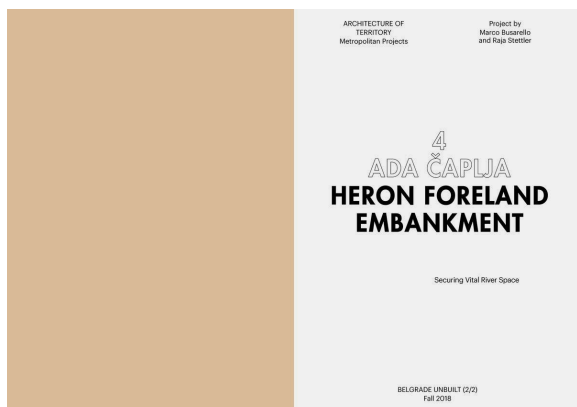 ARCHITECTURE OF
TERRITORY
Metropolitan Projects
Project by
Marco Busarello
and Raja Stettler
4
ADA ČAPLJA
HERON FORELAND
EMBANKMENT
Securing Vital River Space
BELGRADE UNBUILT (2/2)
Fall 2018